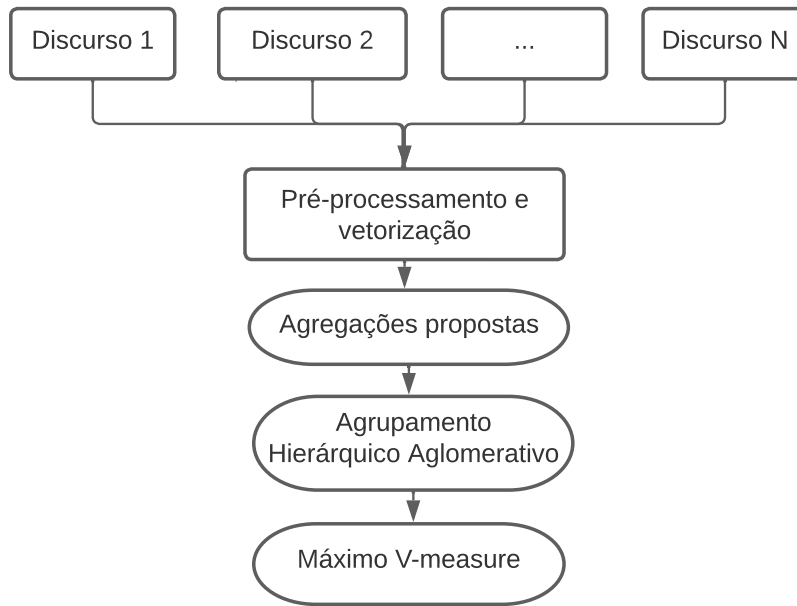 Discurso 1
Discurso 2
...
Discurso N
Pré-processamento e
vetorização
Agregações propostas
Agrupamento
Hierárquico Aglomerativo
Máximo V-measure